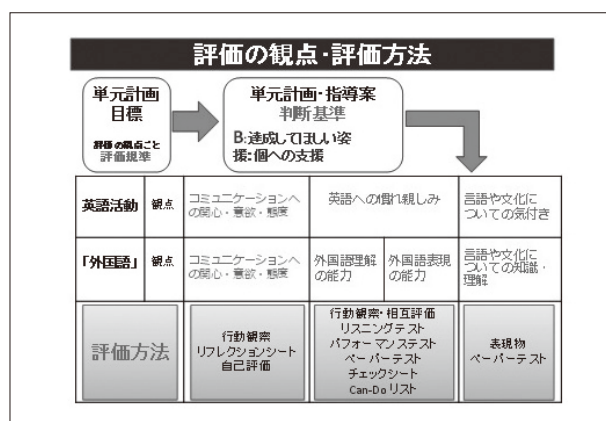 評価の観点・評価方法
単元計画
目標
評価の観点ごと
評価規準
単元計画・指導案
判断基準
B:達成してほしい姿
援:個への支援
英語活動
観点
コミュニケーションへ
の関心・意欲・態度
英語への慣れ親しみ
言語や文化に
ついての気付き
「外国語」
観点
コミュニケーションへ
の関心・意欲・態度
外国語理解
の能力
外国語表現
の能力
言語や文化に
ついての知識・
理解
評価方法
行動観察
リフレクションシート
自己評価
行動観察・相互評価
リスニングテスト
パフォーマンステスト
ペーパーテスト
チェックシート
Can-Doリスト
表現物
ペーパーテスト